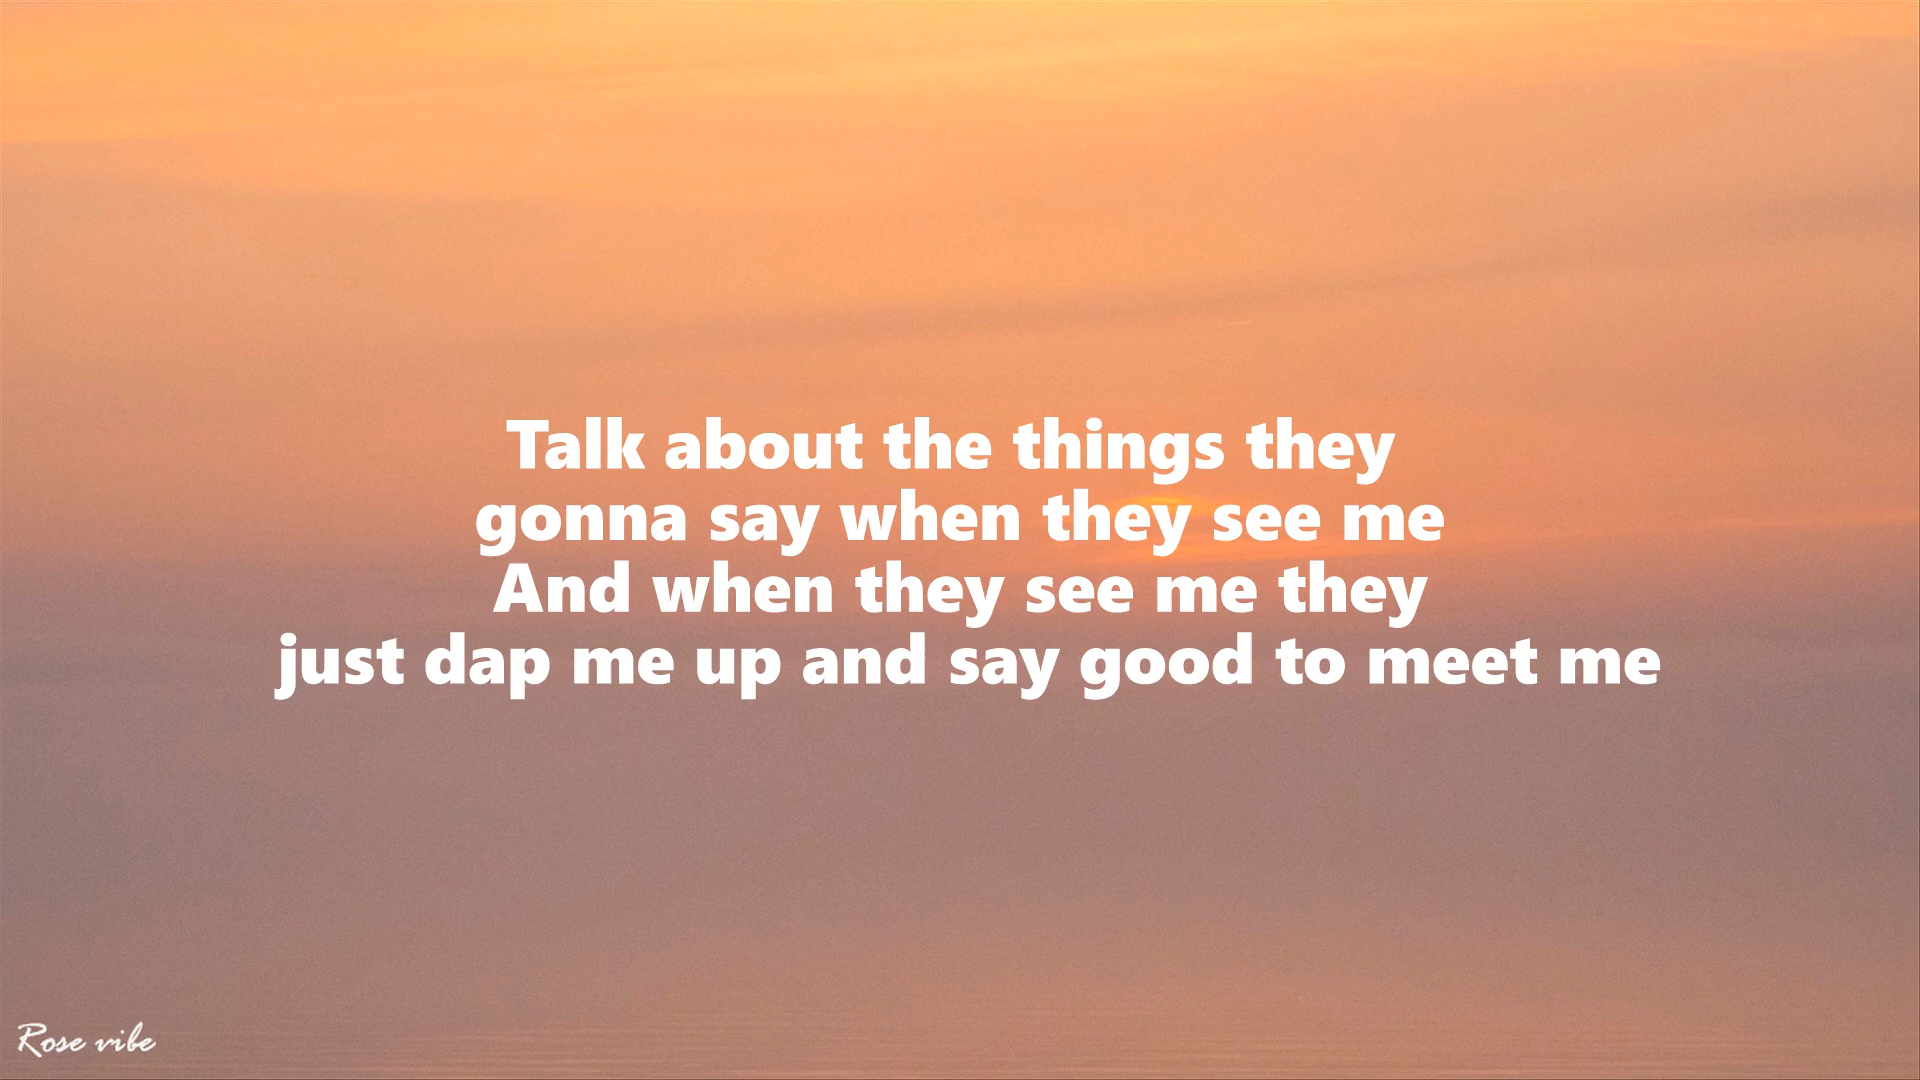 Talk about the things they
gonna say when they see me
And when they see me they
just dap me up and say good to meet me
Rose vibe